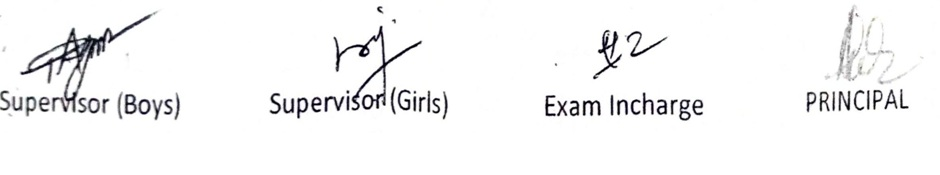 Supervisor (Boys) Supervisor (Girls) Exam Incharge PRINCIPAL